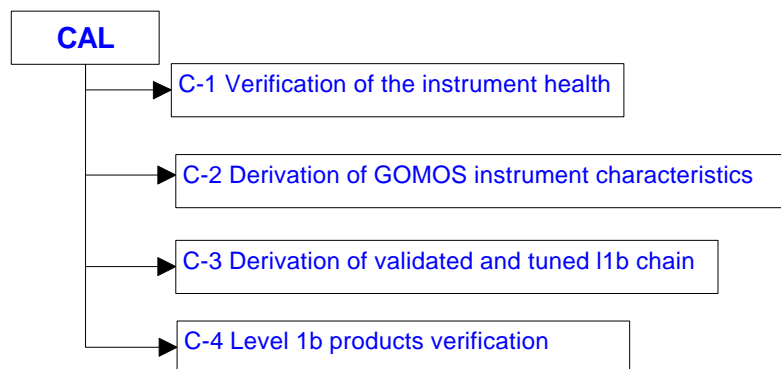 CAL
C-1 Verification of the instrument health
C-2 Derivation of GOMOS instrument characteristics
C-3 Derivation of validated and tuned l1b chain
C-4 Level 1b products verification